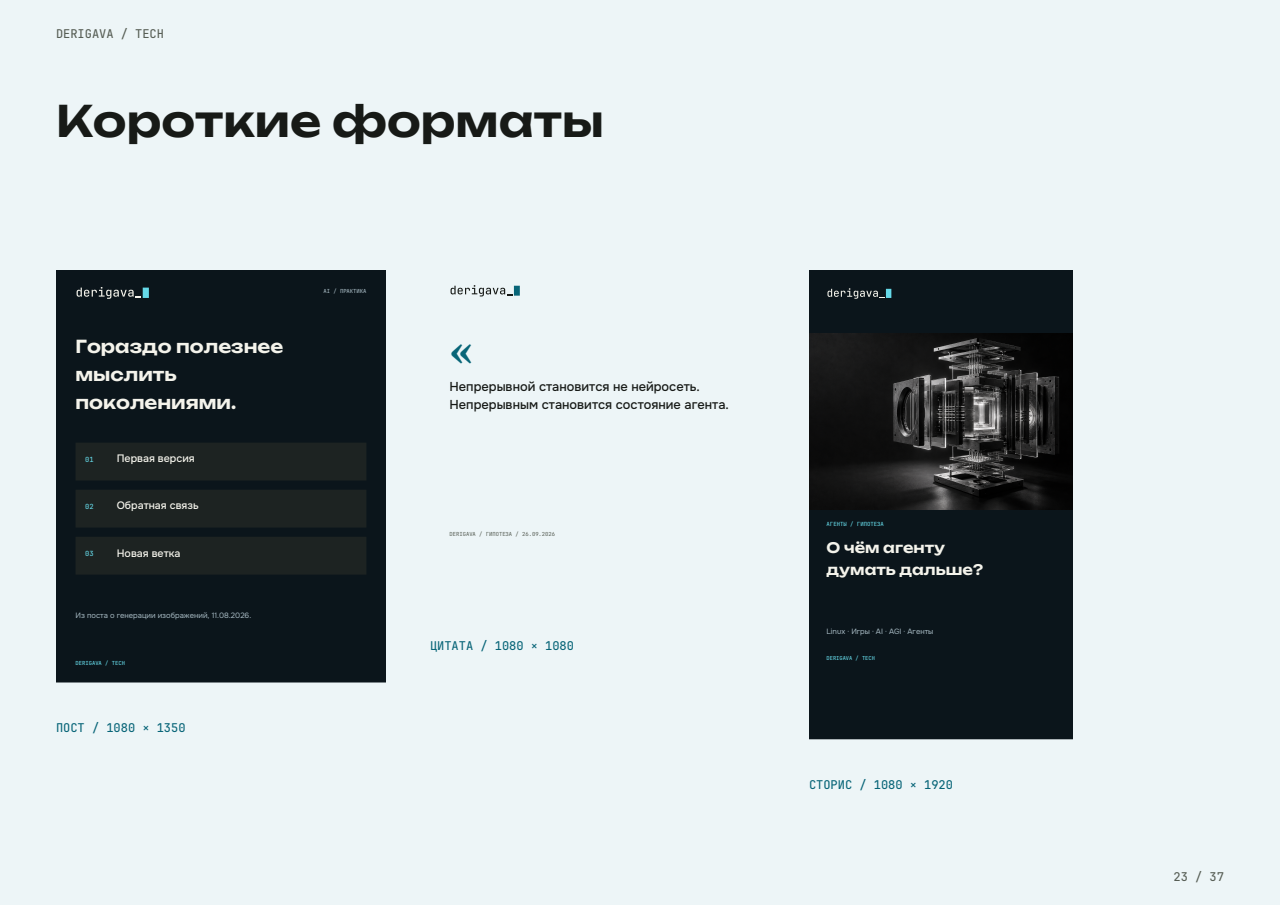 DERIGAVA / TECH
Короткие форматы
derigava_
AI / ПРАКТИКА
Гораздо полезнее
мыслить
поколениями.
01 Первая версия
02 Обратная связь
03 Новая ветка
Из поста о генерации изображений, 11.08.2026.
DERIGAVA / TECH
ПОСТ / 1080 × 1350
derigava_
«
Непрерывной становится не нейросеть.
Непрерывным становится состояние агента.
DERIGAVA / ГИПОТЕЗА / 26.09.2026
ЦИТАТА / 1080 × 1080
derigava_
АГЕНТЫ / ГИПОТЕЗА
О чём агенту
думать дальше?
Linux · Игры · AI · AGI · Агенты
DERIGAVA / TECH
СТОРИС / 1080 × 1920
23 / 37